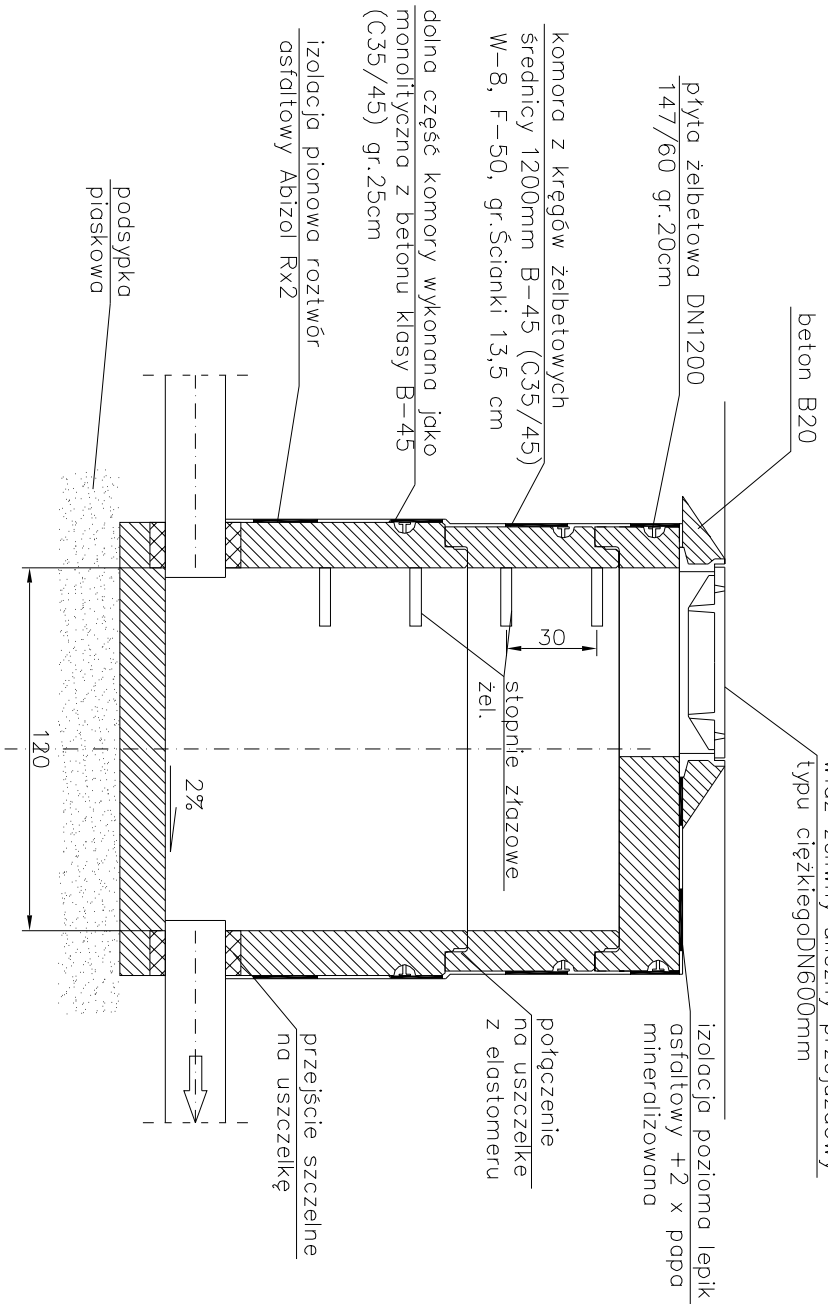 typu ciężkiegoDN600mm
beton B20
płyta żelbetowa DN1200
147/60 gr.20cm
komora z kręgów żelbetowych
średnicy 1200mm B-45 (C35/45)
W-8, F-50, gr.Ścianki 13,5 cm
dolna część komory wykonana jako
monolityczna z betonu klasy B-45
(C35/45) gr.25cm
izolacja pionowa roztwór
asfaltowy Abizol Rx2
podsypka
piaskowa
izolacja pozioma lepik
asfaltowy +2 x papa
mineralizowana
połączenie
na uszczelke
z elastomeru
przejście szczelne
na uszczelkę
stopnie złazowe
żel.
30
2%
120